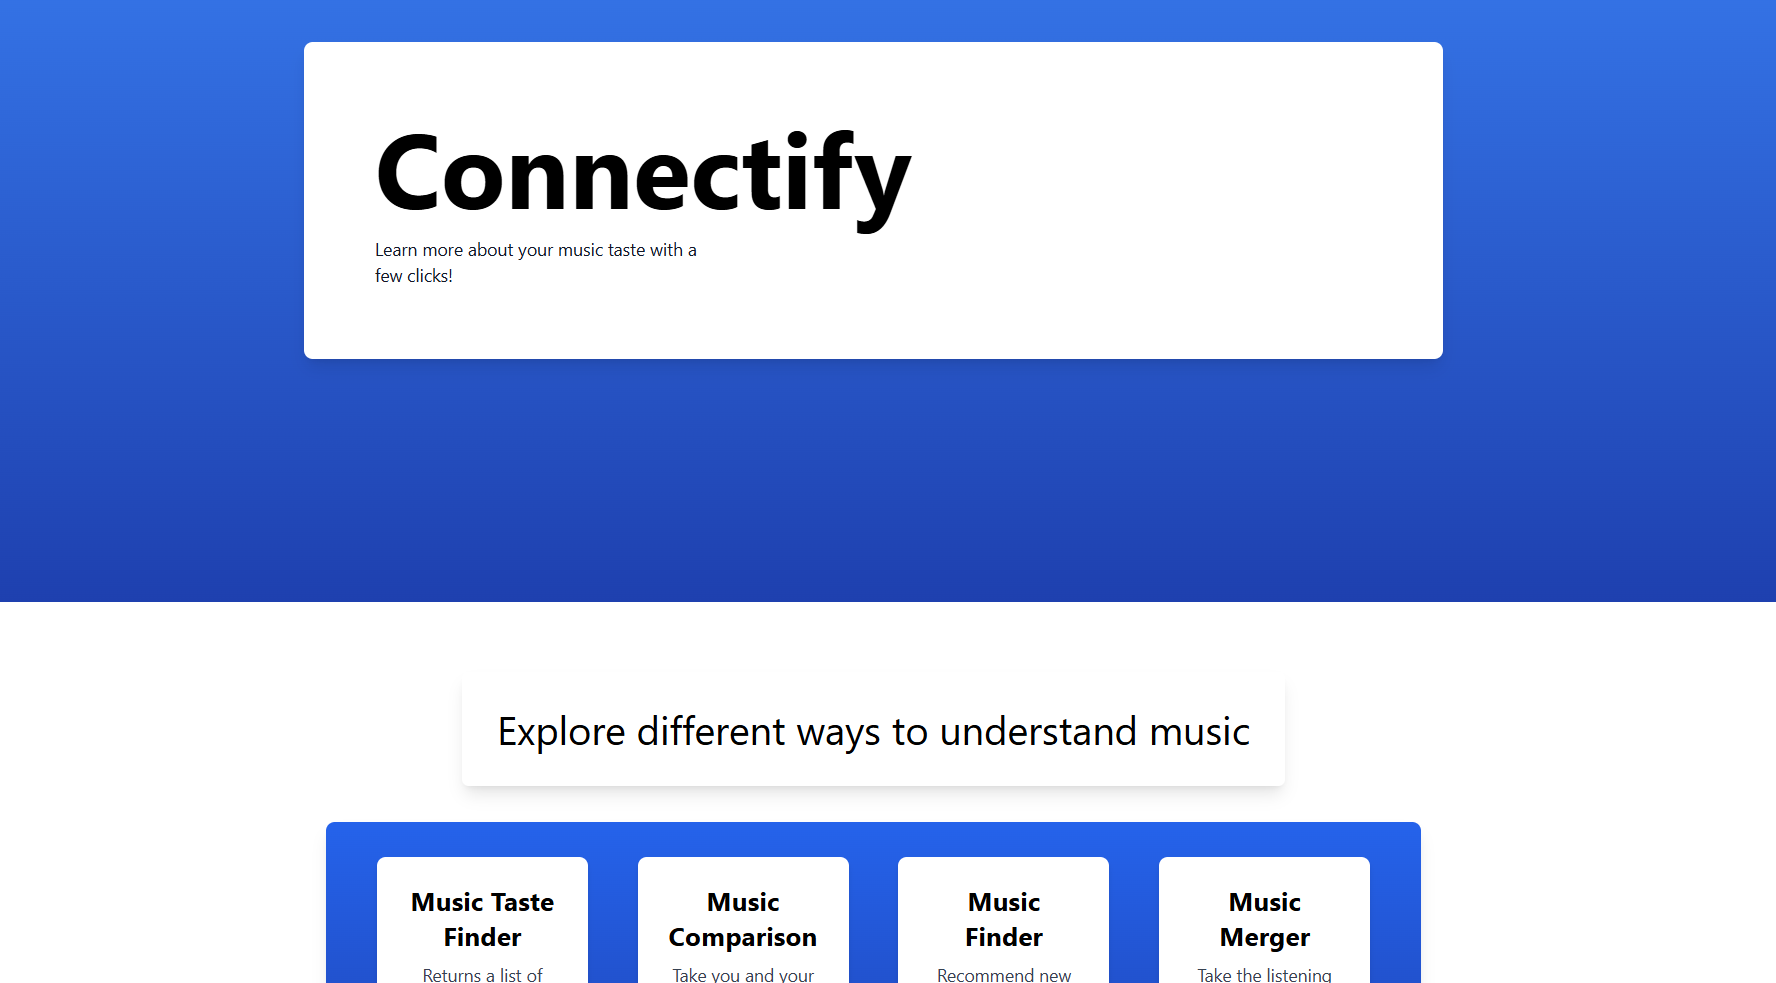 Connectify
Learn more about your music taste with a
few clicks!
Explore different ways to understand music
Music Taste
Finder
Returns a list of
Music
Comparison
Take you and your
Music
Finder
Recommend new
Music
Merger
Take the listening